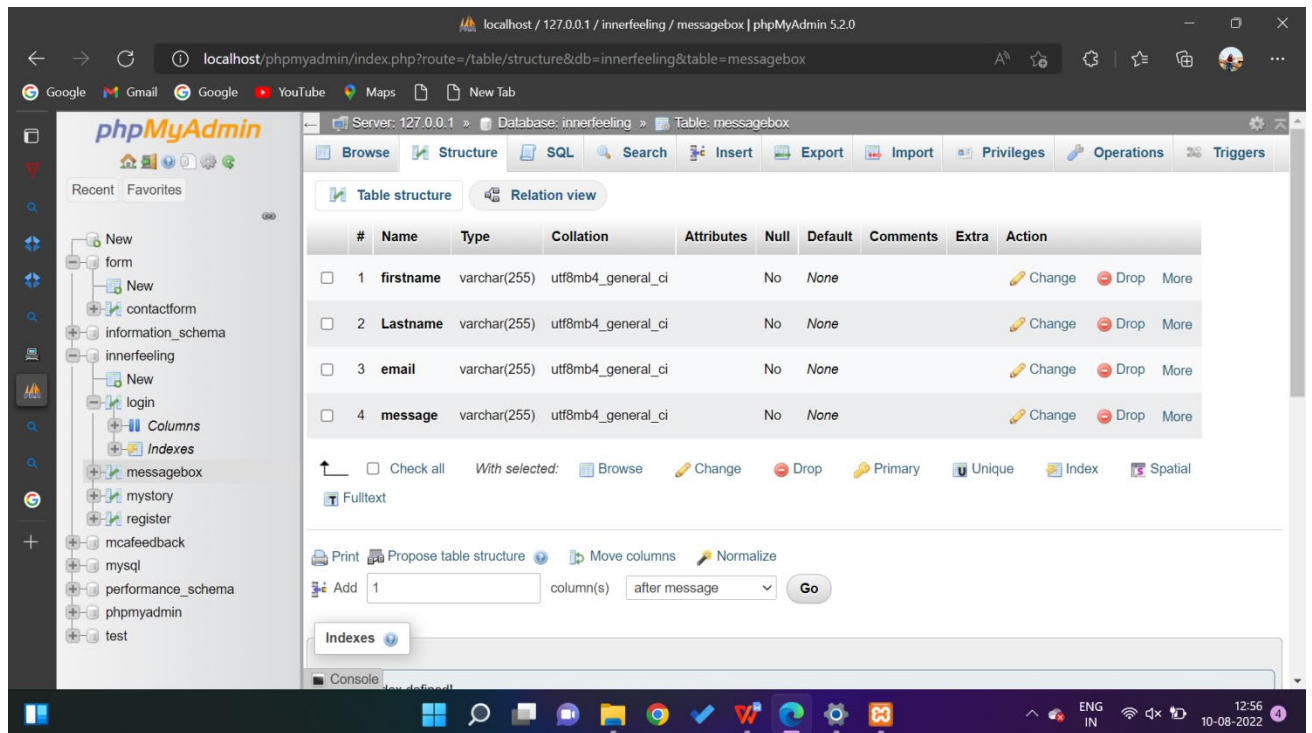 localhost / 127.0.0.1 / innerfeeling / messagebox | phpMyAdmin 5.2.0
localhost/phpmyadmin/index.php?route=/table/structure&db=innerfeeling&table=messagebox
Google Gmail Google YouTube Maps New Tab
phpMyAdmin
Recent Favorites
New
form
New
contactform
information_schema
innerfeeling
New
login
Columns
Indexes
messagebox
mystory
register
mcafeedback
mysql
performance_schema
phpmyadmin
test
Server: 127.0.0.1 » Database: innerfeeling » Table: messagebox
Browse Structure SQL Search Insert Export Import Privileges Operations Triggers
Table structure Relation view
# Name Type Collation Attributes Null Default Comments Extra Action
1 firstname varchar(255) utf8mb4_general_ci No None Change Drop More
2 Lastname varchar(255) utf8mb4_general_ci No None Change Drop More
3 email varchar(255) utf8mb4_general_ci No None Change Drop More
4 message varchar(255) utf8mb4_general_ci No None Change Drop More
Check all With selected: Browse Change Drop Primary Unique Index Spatial
Fulltext
Print Propose table structure Move columns Normalize
Add 1 column(s) after message Go
Indexes
Console
defined!
ENG
IN
12:56
10-08-2022
4